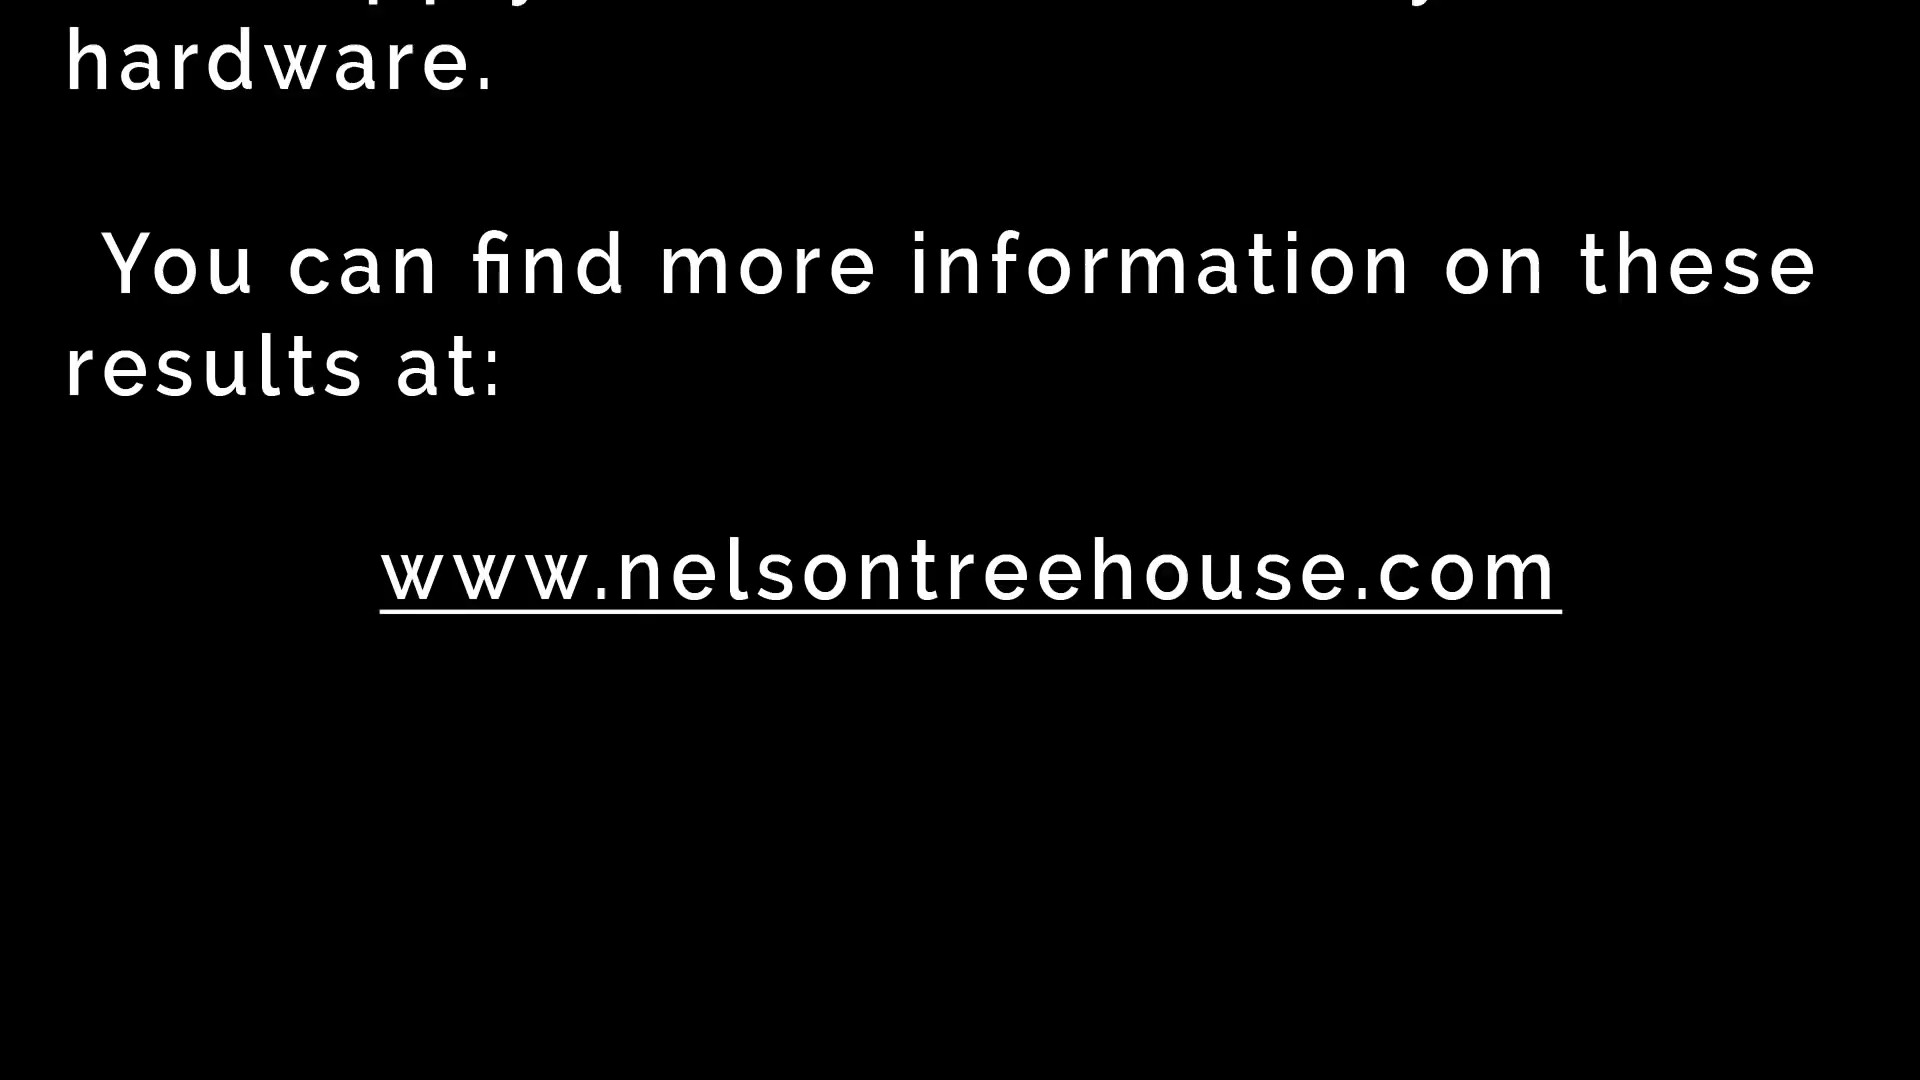 hardware.
You can find more information on these
results at:
www.nelsontreehouse.com